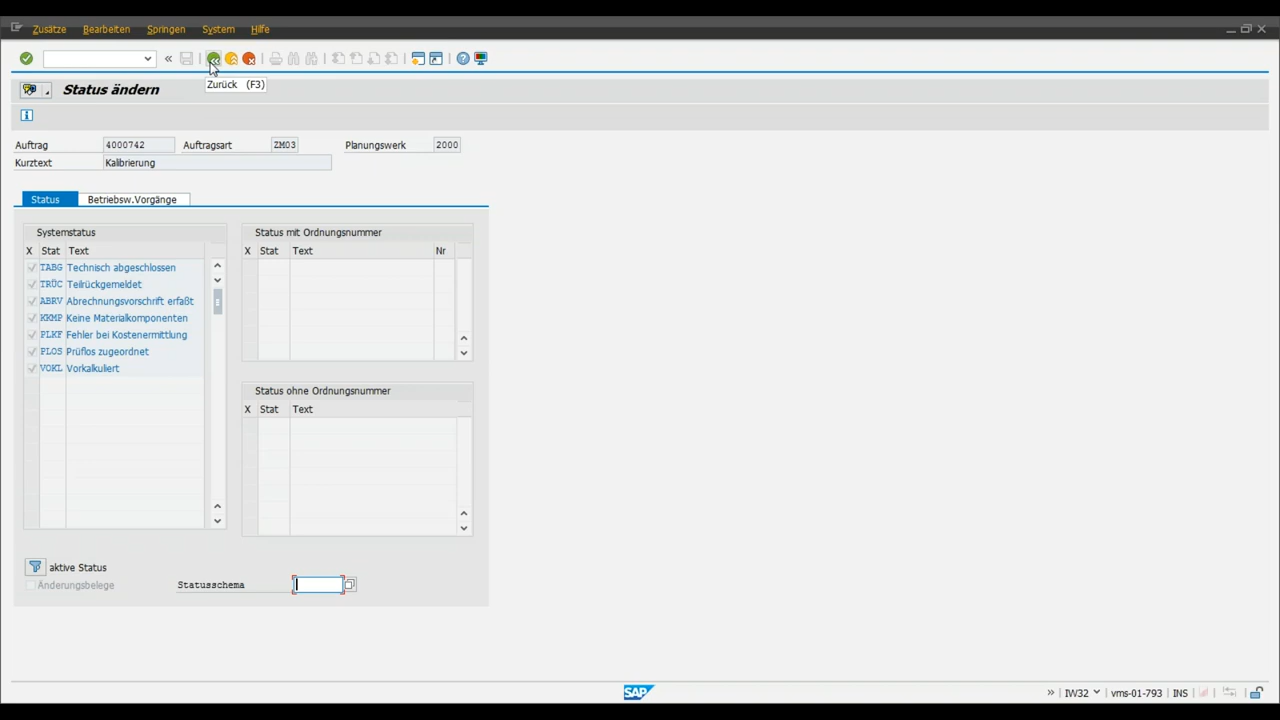 Zusätze Bearbeiten Springen System Hilfe
Zurück (F3)
Status ändern
Auftrag 4000742 Auftragsart ZM03 Planungswerk 2000
Kurztext Kalibrierung
Status Betriebsw.Vorgänge
Systemstatus
X Stat Text
TABG Technisch abgeschlossen
TRÜC Teilrückgemeldet
ABRV Abrechnungsvorschrift erfaßt
KKMP Keine Materialkomponenten
PLKF Fehler bei Kostenermittlung
PLOS Prüflos zugeordnet
VOKL Vorkalkuliert
Status mit Ordnungsnummer
X Stat Text Nr
Status ohne Ordnungsnummer
X Stat Text
aktive Status
Änderungsbelege Statusschema
SAP IW32 vms-01-793 INS